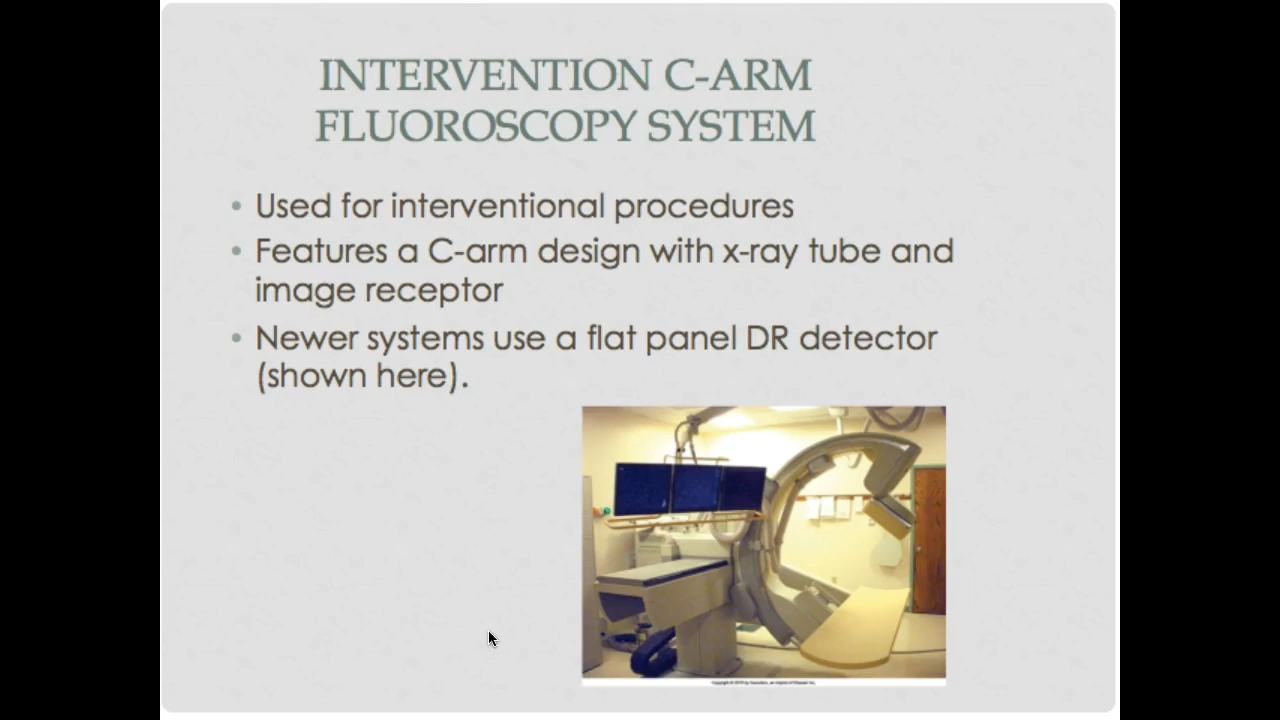 INTERVENTION C-ARM
FLUOROSCOPY SYSTEM
• Used for interventional procedures
• Features a C-arm design with x-ray tube and
image receptor
• Newer systems use a flat panel DR detector
(shown here).